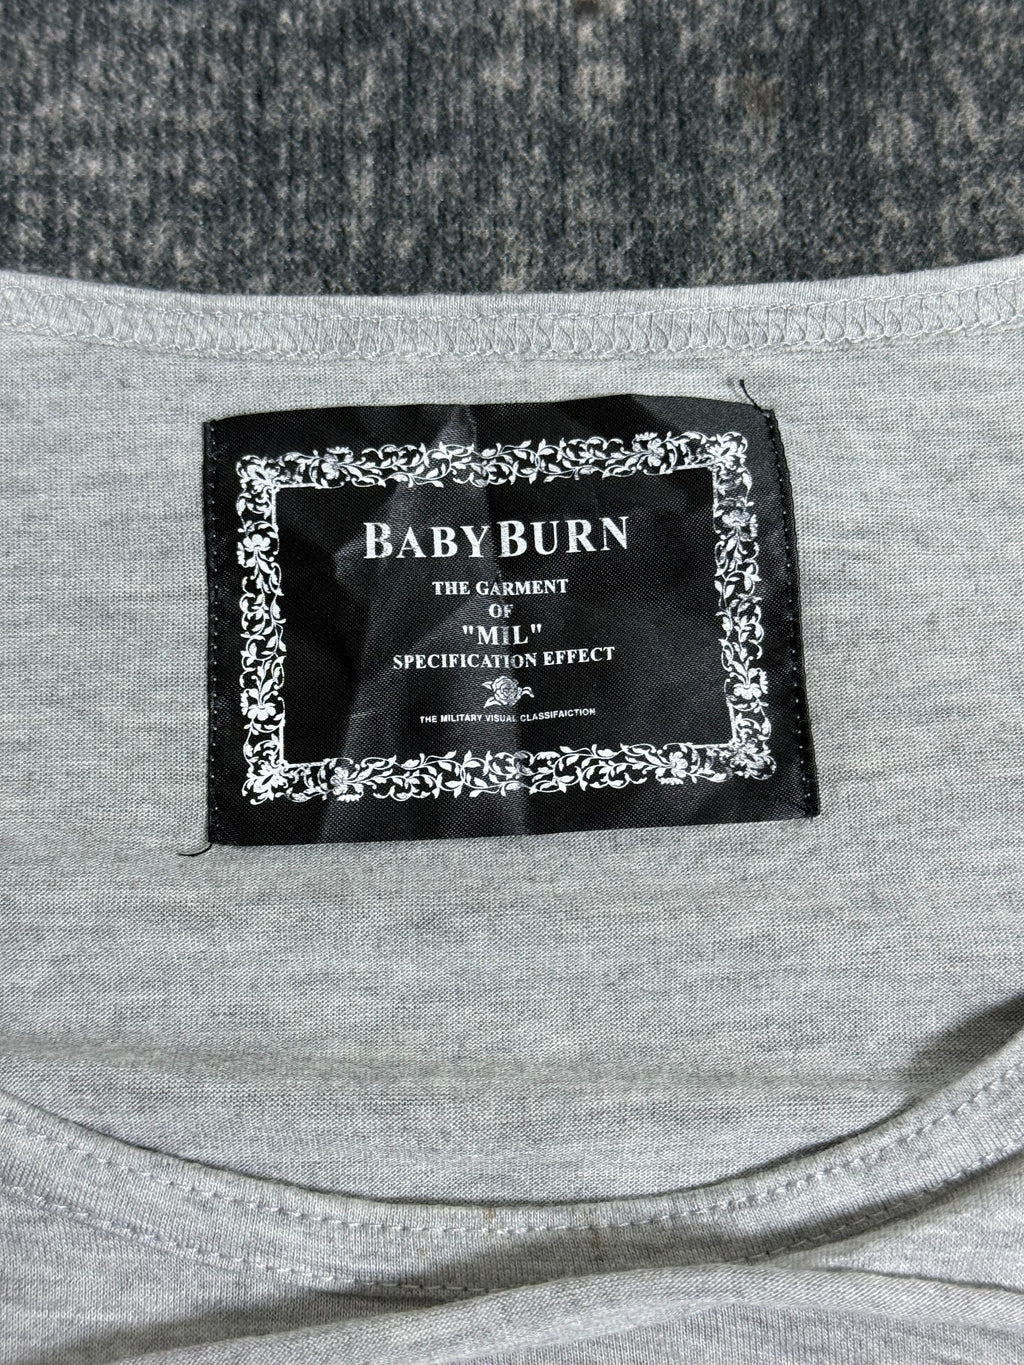 BABYBURN
THE GARMENT
OF
"MIL"
SPECIFICATION EFFECT
THE MILITARY VISUAL CLASSIFAICTION